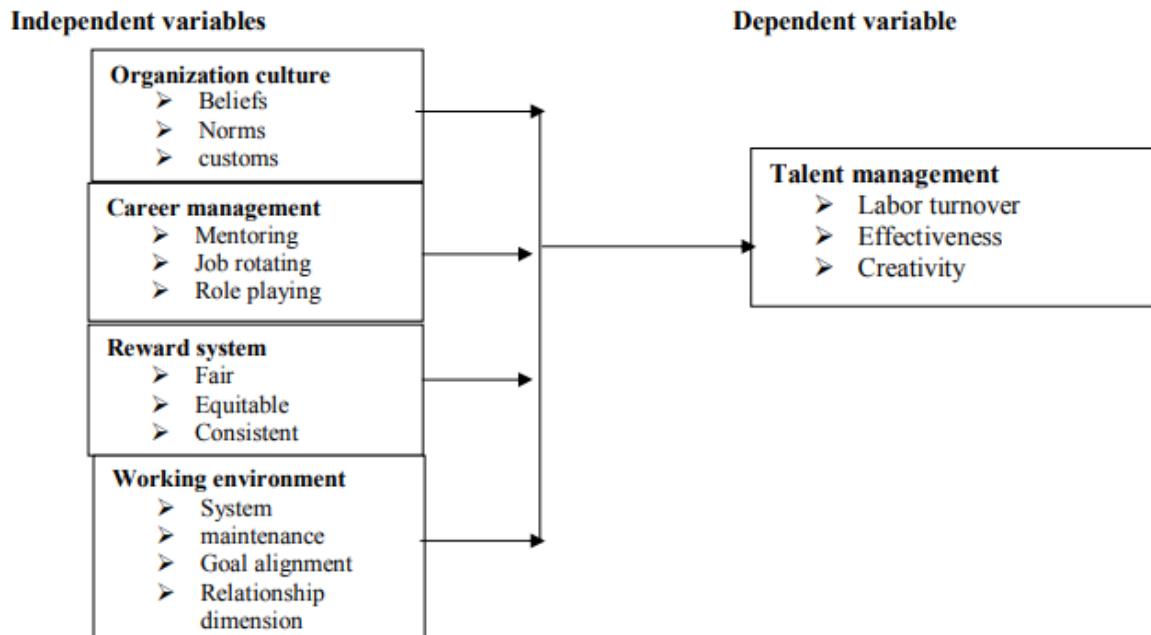 Independent variables
Dependent variable
Organization culture
➤ Beliefs
➤ Norms
➤ customs
Career management
➤ Mentoring
➤ Job rotating
➤ Role playing
Reward system
➤ Fair
➤ Equitable
➤ Consistent
Working environment
➤ System
➤ maintenance
➤ Goal alignment
➤ Relationship
dimension
Talent management
➤ Labor turnover
➤ Effectiveness
➤ Creativity